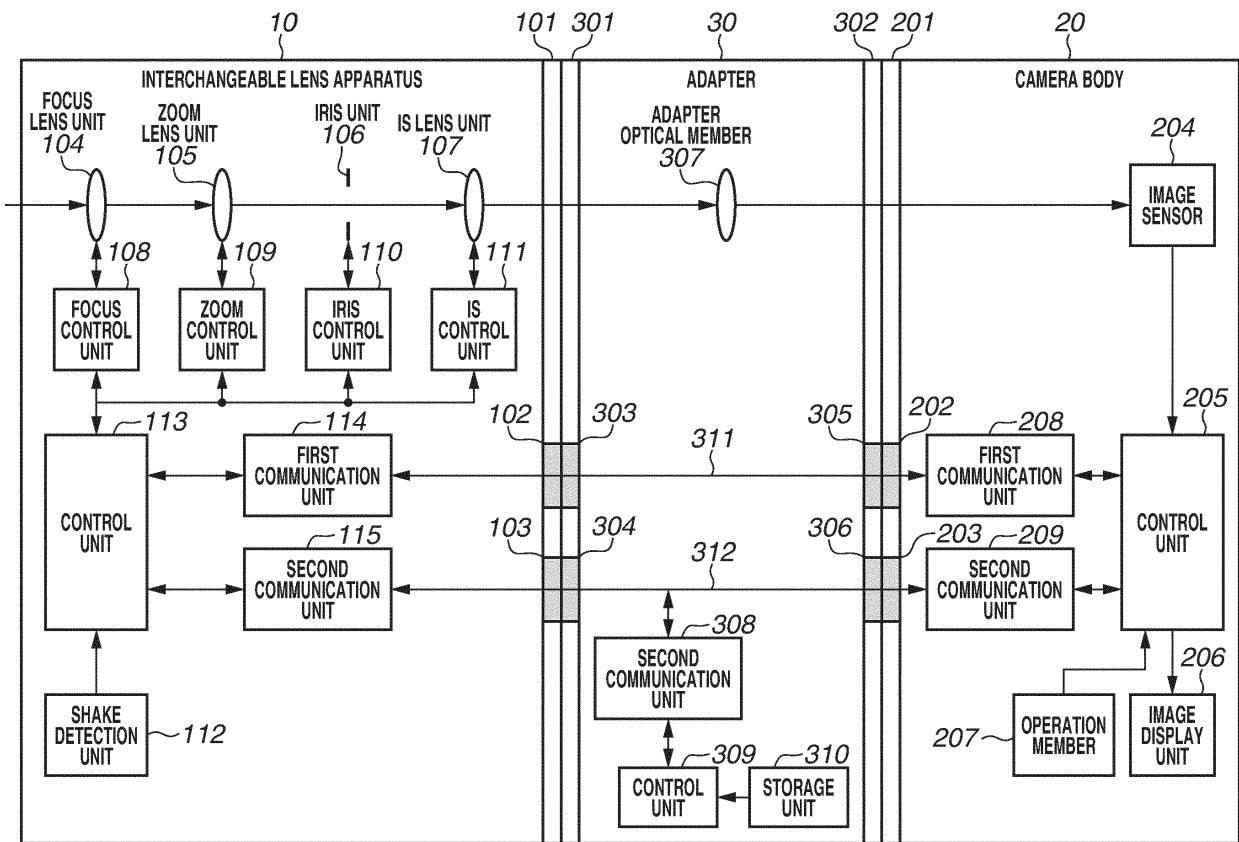 10
101
301
30
302
201
20
INTERCHANGEABLE LENS APPARATUS
ADAPTER
CAMERA BODY
FOCUS
LENS UNIT
104
ZOOM
LENS UNIT
105
IRIS UNIT
106
IS LENS UNIT
107
ADAPTER
OPTICAL MEMBER
307
204
IMAGE
SENSOR
108
109
110
111
FOCUS
CONTROL
UNIT
ZOOM
CONTROL
UNIT
IRIS
CONTROL
UNIT
IS
CONTROL
UNIT
113
114
102
303
311
305
202
208
205
CONTROL
UNIT
FIRST
COMMUNICATION
UNIT
FIRST
COMMUNICATION
UNIT
CONTROL
UNIT
115
103
304
312
306
203
209
SECOND
COMMUNICATION
UNIT
SECOND
COMMUNICATION
UNIT
308
SECOND
COMMUNICATION
UNIT
SHAKE
DETECTION
UNIT
112
309
310
CONTROL
UNIT
STORAGE
UNIT
207
OPERATION
MEMBER
206
IMAGE
DISPLAY
UNIT